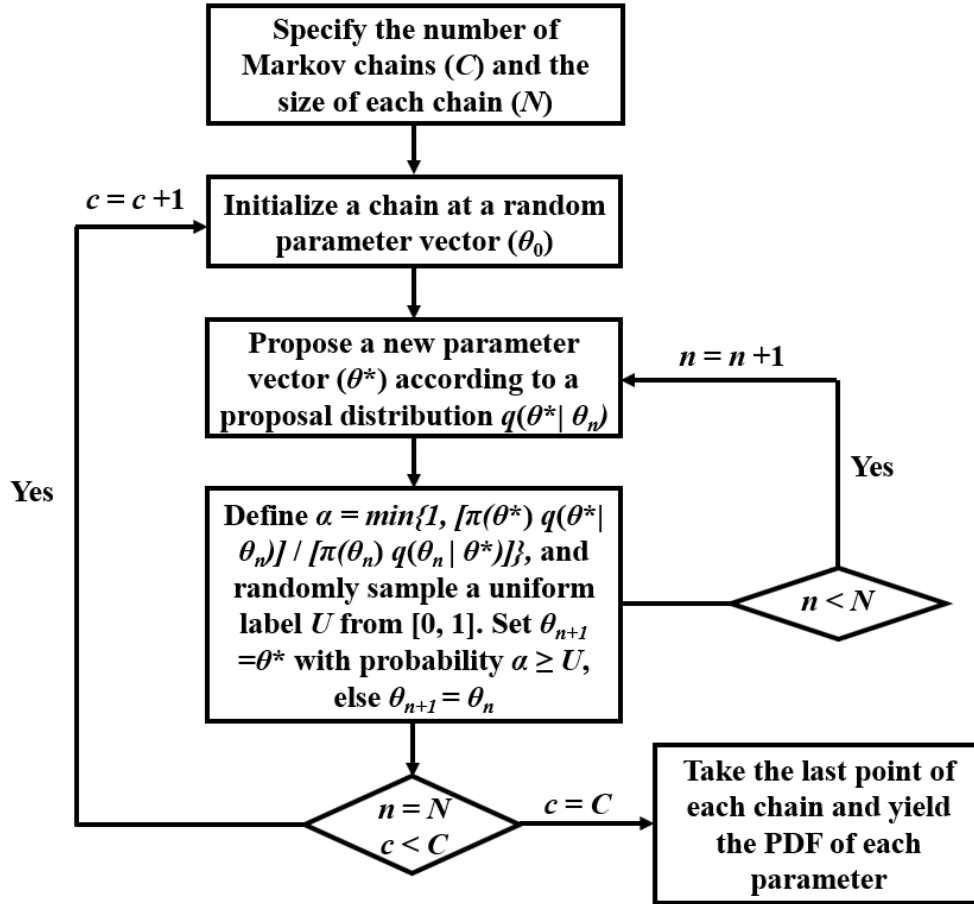 Specify the number of
Markov chains (C) and the
size of each chain (N)
c = c +1
Initialize a chain at a random
parameter vector (θ₀)
Propose a new parameter
vector (θ*) according to a
proposal distribution q(θ*| θₙ)
n = n +1
Yes
Yes
Define α = min{1, [π(θ*) q(θ*|
θₙ)] / [π(θₙ) q(θₙ | θ*)]}, and
randomly sample a uniform
label U from [0, 1]. Set θₙ₊₁
=θ* with probability α ≥ U,
else θₙ₊₁ = θₙ
n < N
n = N
c < C
c = C
Take the last point of
each chain and yield
the PDF of each
parameter